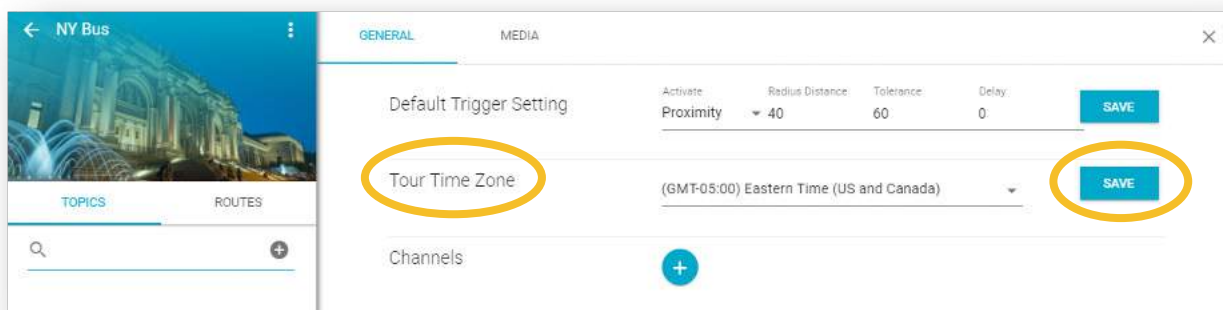 NY Bus
TOPICS
ROUTES
GENERAL
MEDIA
Default Trigger Setting
Activate
Radius Distance
Tolerance
Delay
Proximity
40
60
0
SAVE
Tour Time Zone
(GMT-05:00) Eastern Time (US and Canada)
SAVE
Channels